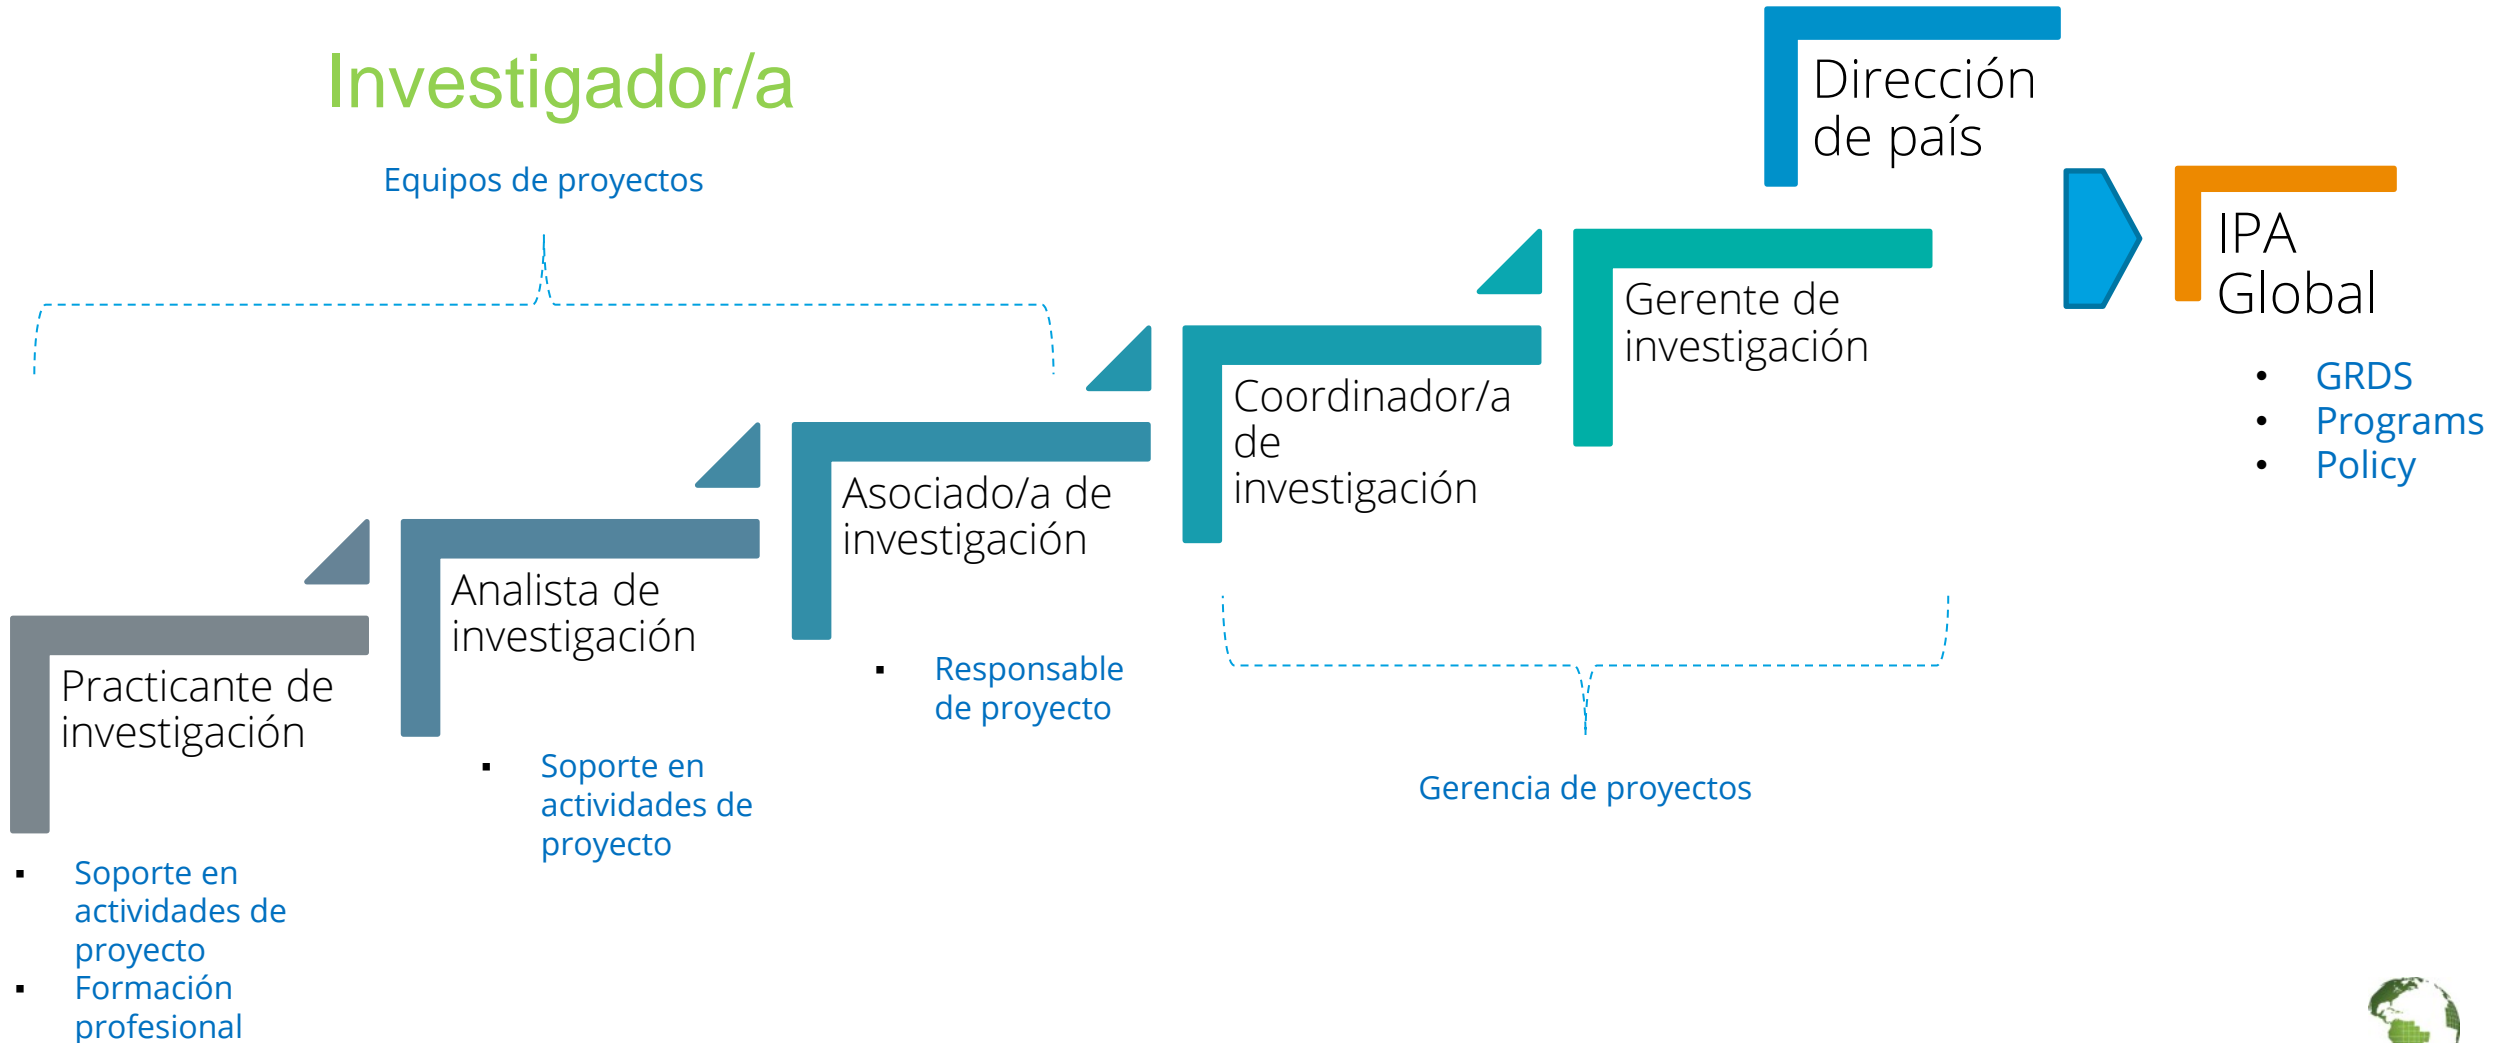 Investigador/a
Equipos de proyectos
Practicante de
investigación
▪ Soporte en
actividades de
proyecto
▪ Formación
profesional
Analista de
investigación
▪ Soporte en
actividades de
proyecto
Asociado/a de
investigación
▪ Responsable
de proyecto
Coordinador/a
de
investigación
Gerente de
investigación
Gerencia de proyectos
Dirección
de país
IPA
Global
• GRDS
• Programs
• Policy